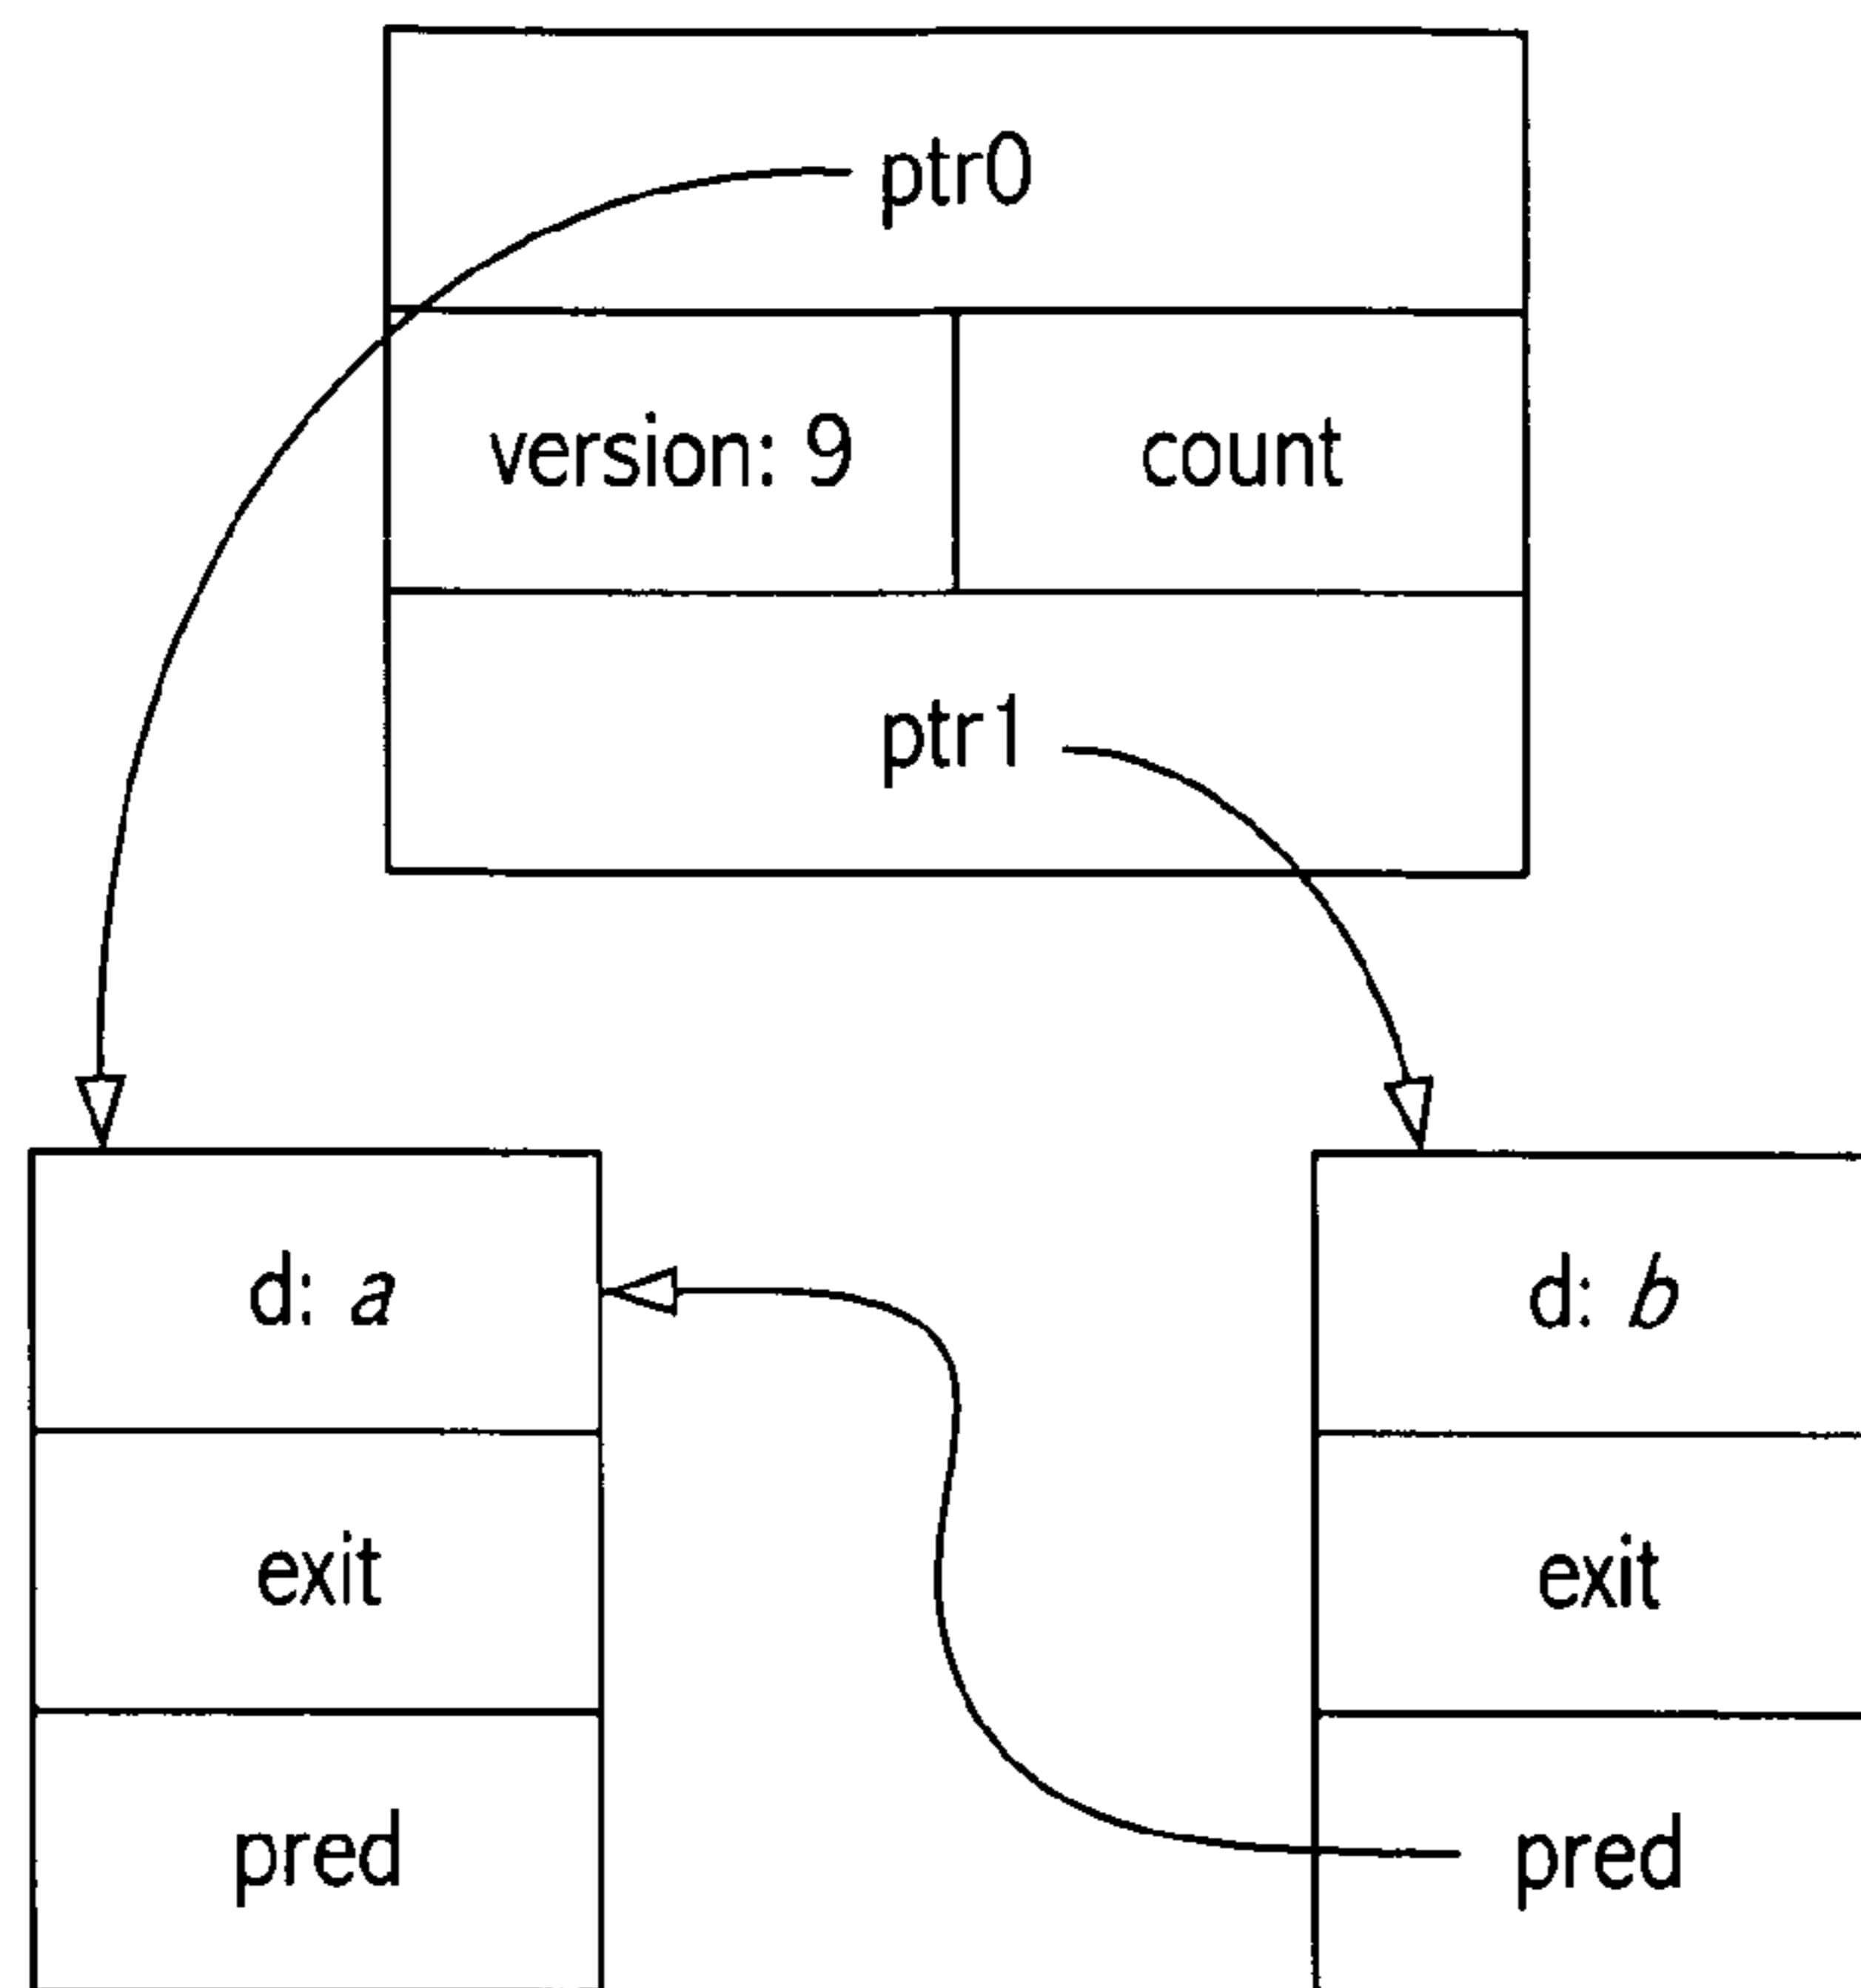 ptr0
version: 9 count
ptr1
d: a d: b
exit exit
pred pred